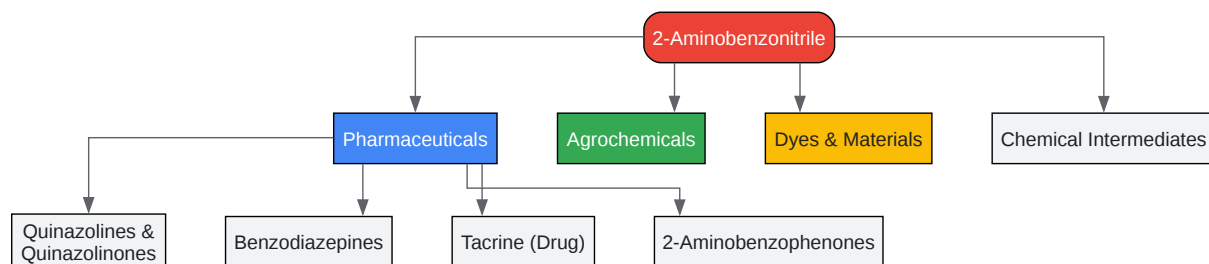 2-Aminobenzonitrile
Pharmaceuticals
Agrochemicals
Dyes & Materials
Chemical Intermediates
Quinazolines &
Quinazolinones
Benzodiazepines
Tacrine (Drug)
2-Aminobenzophenones